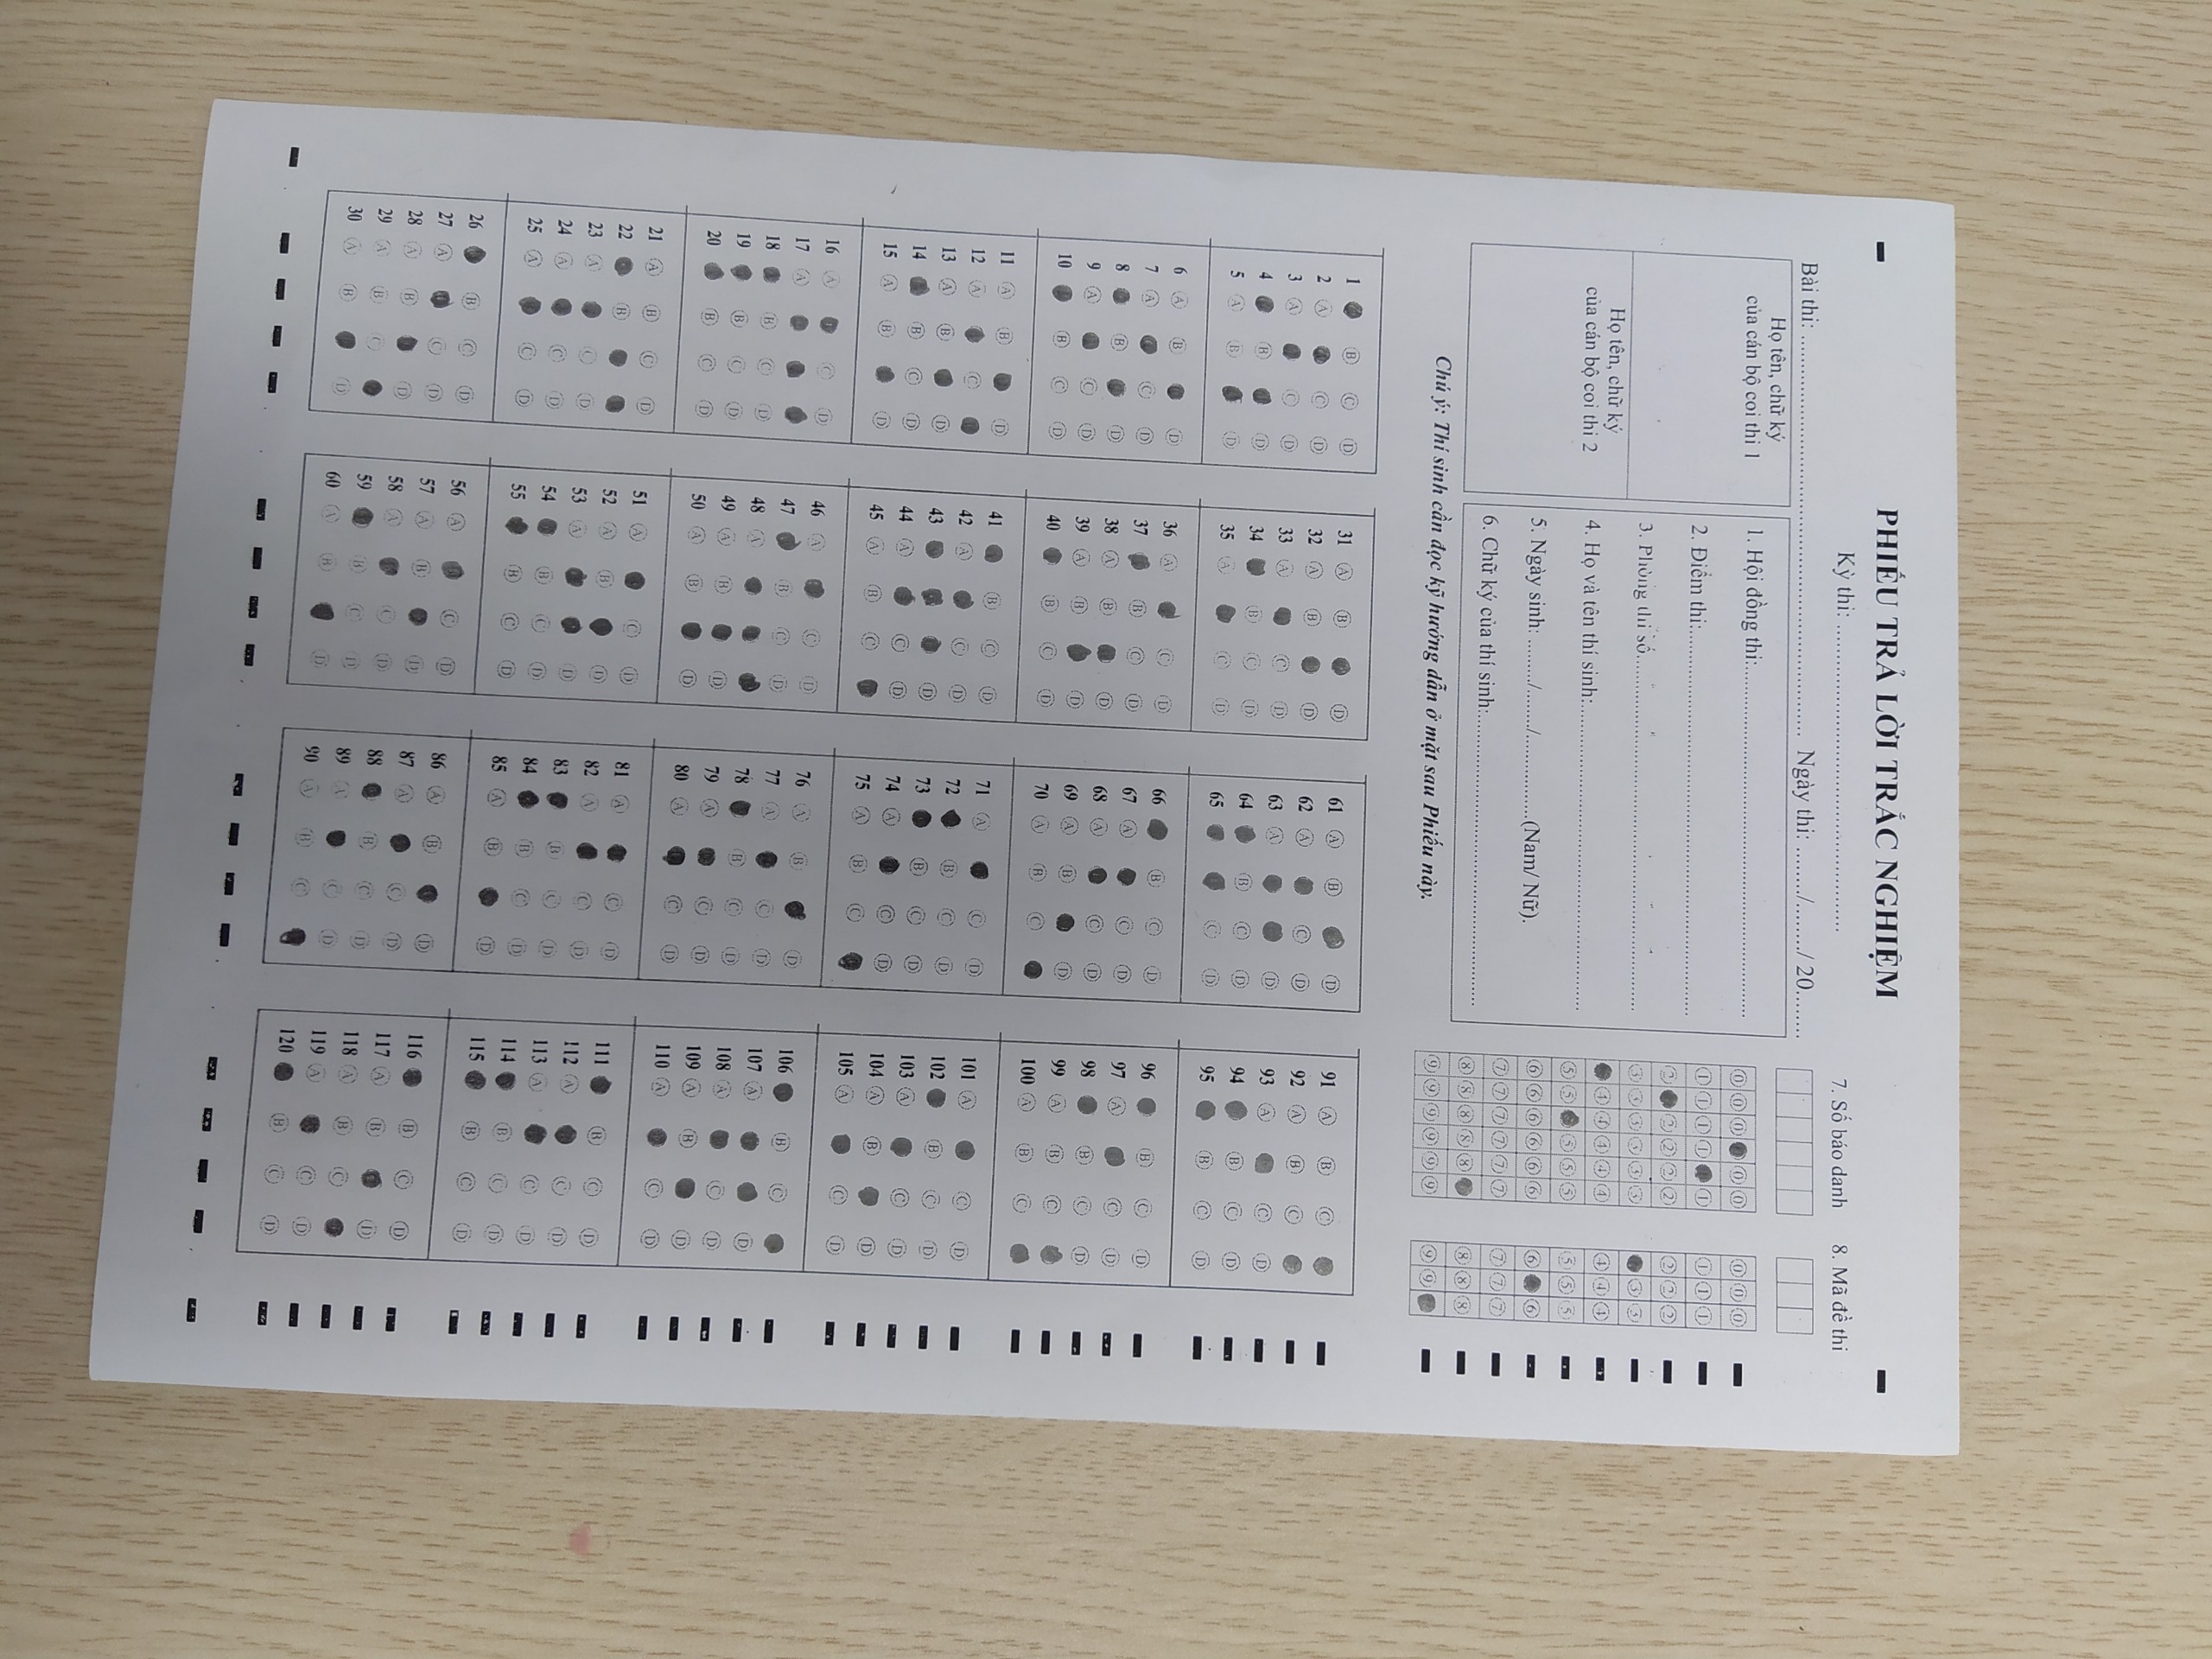 PHIẾU TRẢ LỜI TRẮC NGHIỆM
Kỳ thi: ......................................................
Bài thi: ...................................................................... Ngày thi: ......../......../ 20........
7. Số báo danh
8. Mã đề thi
Họ tên, chữ ký
của cán bộ coi thi 1
Họ tên, chữ ký
của cán bộ coi thi 2
1. Hội đồng thi:..............................................................
2. Điểm thi:....................................................................
3. Phòng thi số................................................................
4. Họ và tên thí sinh:......................................................
5. Ngày sinh: ......../......../................(Nam/ Nữ).
6. Chữ ký của thí sinh:....................................................
0 0 0 0 0
1 1 1 1 1
2 2 2 2 2
3 3 3 3 3 3
4 4 4 4 4
5 5 5 5 5
6 6 6 6 6 6
7 7 7 7 7 7
8 8 8 8 8
9 9 9 9 9 9
0 0 0
1 1 1
2 2 2
3 3
4 4 4
5 5 5
6 6
7 7 7
8 8 8
9 9
Chú ý: Thí sinh cần đọc kỹ hướng dẫn ở mặt sau Phiếu này.
1 B C D
2 A C D
3 A C D
4 B D
5 A B D
6 A B D
7 A C D
8 B D
9 A C D
10 B C D
11 A B D
12 A C
13 A B D
14 B C D
15 A B D
16 A C D
17 A
18 B C D
19 B C D
20 B C D
21 A B C D
22 B
23 A C D
24 A C D
25 A C D
26 B C D
27 A C D
28 A B D
29 A B C
30 A B D
31 A B D
32 A B D
33 A C D
34 B C D
35 A C D
36 A C D
37 B C D
38 A B D
39 A B D
40 B C D
41 B C D
42 A C D
43 D
44 A C D
45 A B C
46 A C D
47 B C D
48 A
49 A B D
50 A B D
51 A C D
52 A B D
53 A D
54 B C D
55 B C D
56 A C D
57 A B D
58 A C D
59 B C D
60 A B D
61 A B D
62 A C D
63 A D
64 B C D
65 C D
66 B C D
67 A C D
68 A C D
69 A B D
70 A B C
71 A C D
72 B C D
73 B C D
74 A C D
75 A B C
76 A B D
77 A C D
78 B C D
79 A C D
80 A C D
81 A C D
82 A C D
83 B C D
84 B C D
85 A B D
86 A B D
87 A C D
88 B C D
89 A C D
90 A B C
91 A B C
92 A B C
93 A C D
94 B C D
95 B C D
96 B C D
97 A C D
98 B C D
99 A B C
100 A B C
101 A C D
102 B C D
103 A C D
104 A B D
105 A C D
106 B C
107 A D
108 A C D
109 A B D
110 A C D
111 B C D
112 A C D
113 A C D
114 B C D
115 B C D
116 B C D
117 A B D
118 A B C
119 A C D
120 B C D